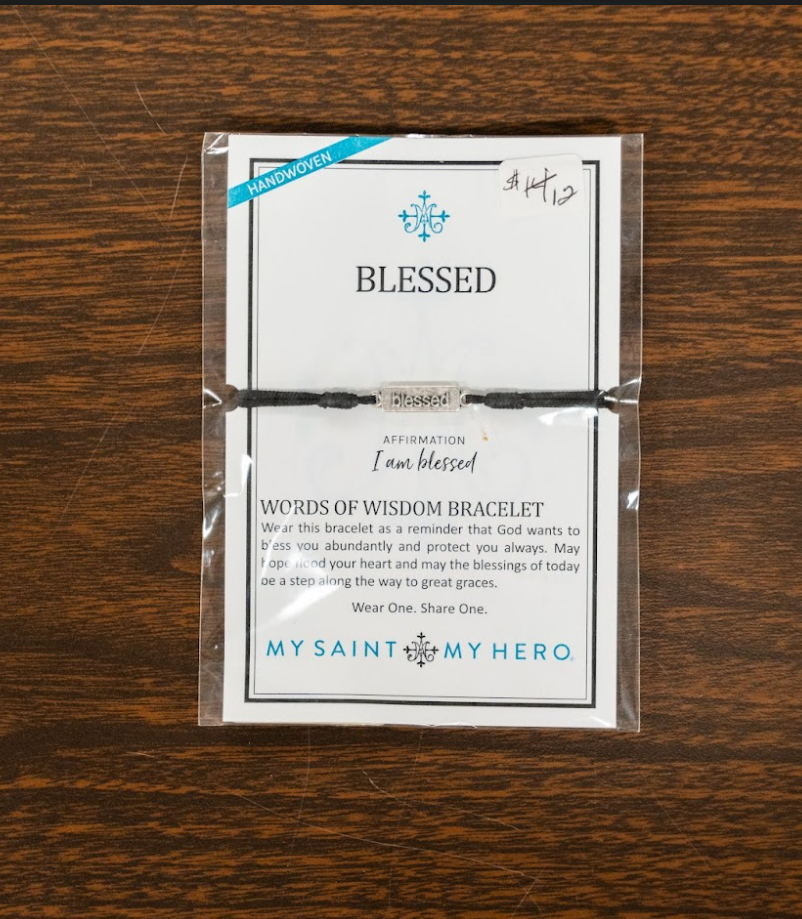 HANDWOVEN
$14 12
BLESSED
blessed
AFFIRMATION
I am blessed
WORDS OF WISDOM BRACELET
Wear this bracelet as a reminder that God wants to
bless you abundantly and protect you always. May
hope flood your heart and may the blessings of today
be a step along the way to great graces.
Wear One. Share One.
MY SAINT MY HERO